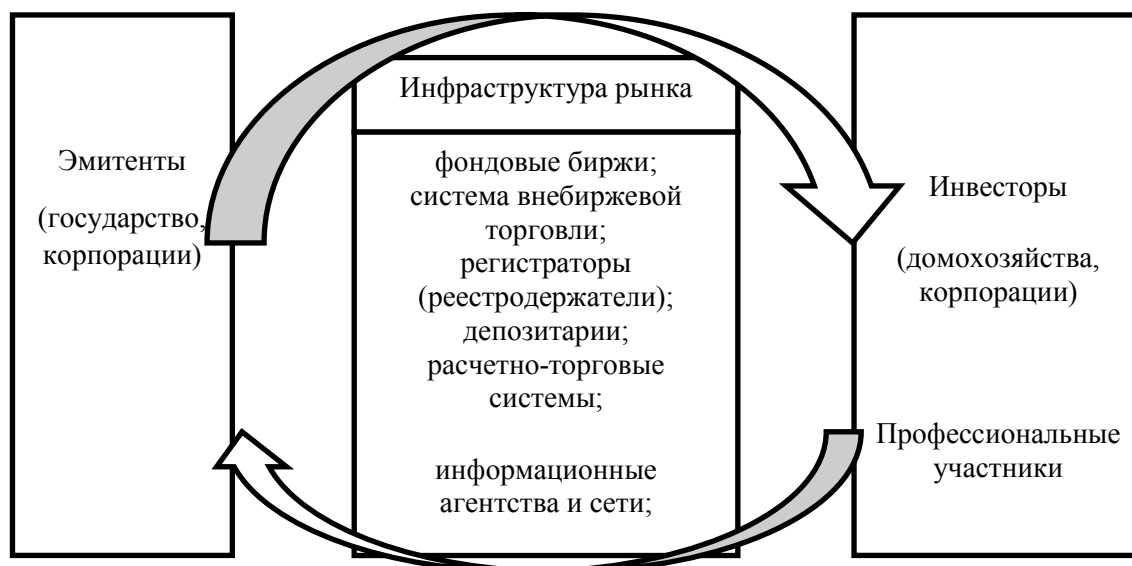 Эмитенты
(государство,
корпорации)
Инфраструктура рынка
фондовые биржи;
система внебиржевой
торговли;
регистраторы
(реестродержатели);
депозитарии;
расчетно-торговые
системы;
информационные
агентства и сети;
Инвесторы
(домохозяйства,
корпорации)
Профессиональные
участники